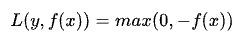 L(y, f(x)) = max(0, −f(x))